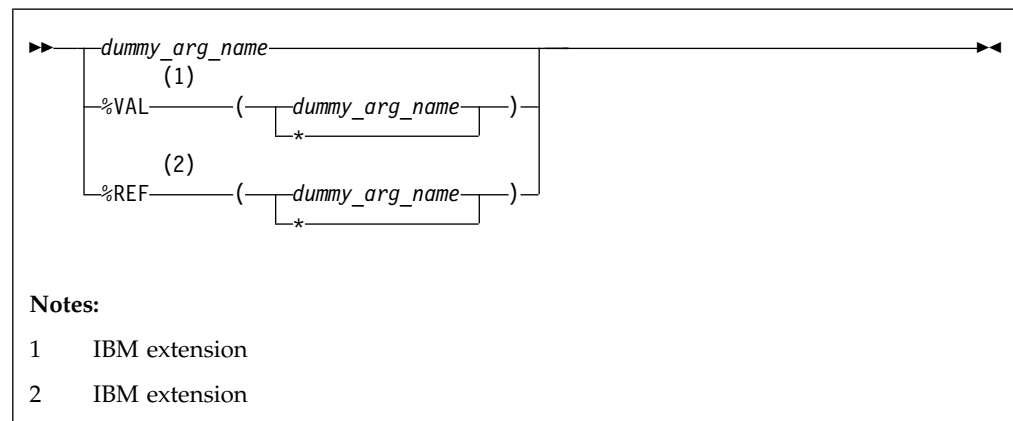 dummy_arg_name
(1)
%VAL ( dummy_arg_name )
*
(2)
%REF ( dummy_arg_name )
*
Notes:
1 IBM extension
2 IBM extension